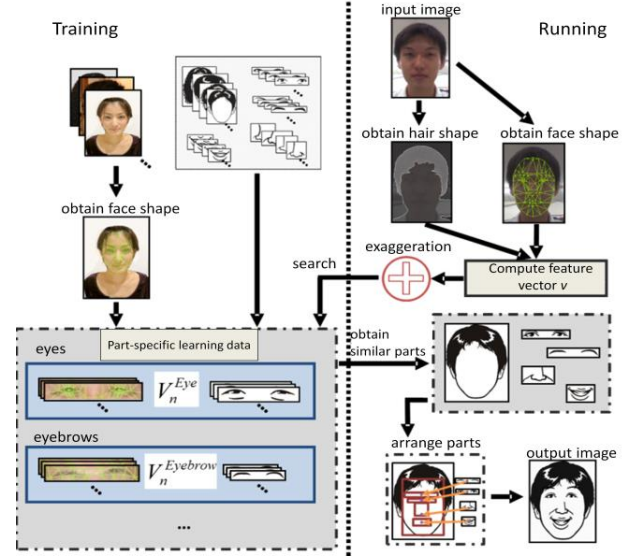 Training
Running
input image
obtain hair shape
obtain face shape
obtain face shape
exaggeration
search
Compute feature
vector v
Part-specific learning data
obtain
similar parts
eyes
V_n^Eye
eyebrows
V_n^Eyebrow
...
arrange parts
output image